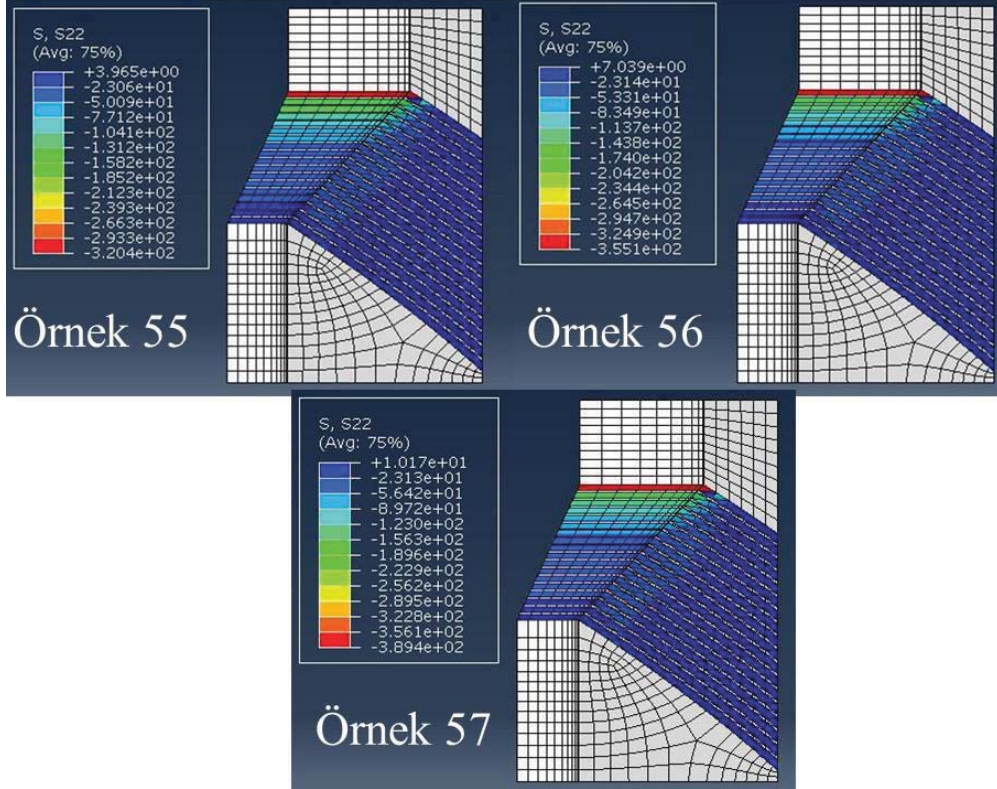 S, S22
(Avg: 75%)
+3.965e+00
-2.306e+01
-5.009e+01
-7.712e+01
-1.041e+02
-1.312e+02
-1.582e+02
-1.852e+02
-2.123e+02
-2.393e+02
-2.663e+02
-2.933e+02
-3.204e+02
Örnek 55
S, S22
(Avg: 75%)
+7.039e+00
-2.314e+01
-5.331e+01
-8.349e+01
-1.137e+02
-1.438e+02
-1.740e+02
-2.042e+02
-2.344e+02
-2.645e+02
-2.947e+02
-3.249e+02
-3.551e+02
Örnek 56
S, S22
(Avg: 75%)
+1.017e+01
-2.313e+01
-5.642e+01
-8.972e+01
-1.230e+02
-1.563e+02
-1.896e+02
-2.229e+02
-2.562e+02
-2.895e+02
-3.228e+02
-3.561e+02
-3.894e+02
Örnek 57